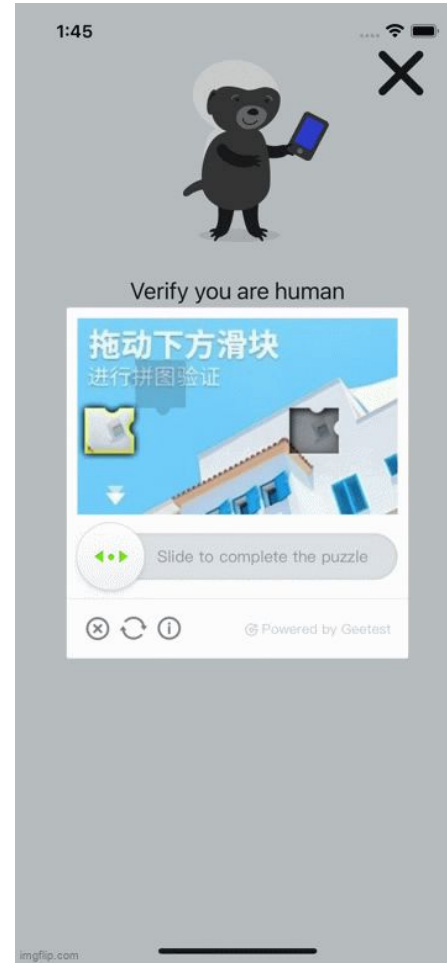 1:45
Verify you are human
拖动下方滑块
进行拼图验证
Slide to complete the puzzle
Powered by Geetest
imgflip.com